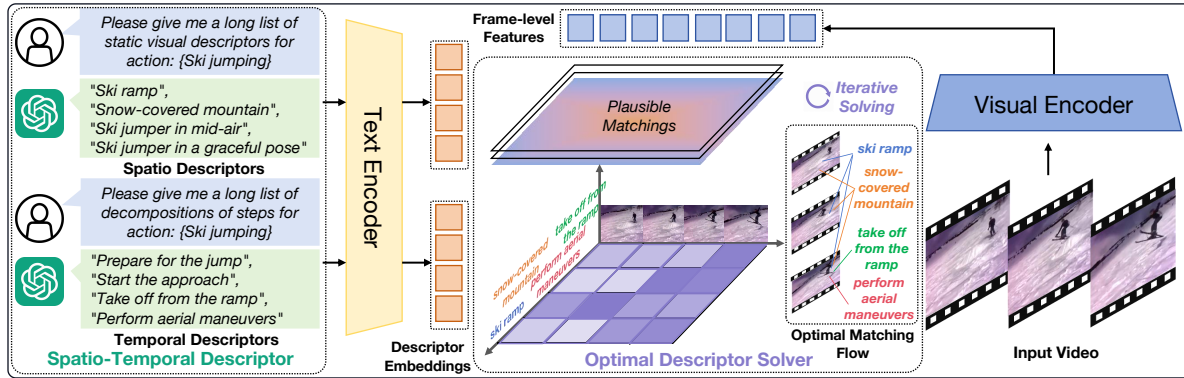 Please give me a long list of
static visual descriptors for
action: {Ski jumping}
"Ski ramp",
"Snow-covered mountain",
"Ski jumper in mid-air",
"Ski jumper in a graceful pose"
Spatio Descriptors
Please give me a long list of
decompositions of steps for
action: {Ski jumping}
"Prepare for the jump",
"Start the approach",
"Take off from the ramp",
"Perform aerial maneuvers"
Temporal Descriptors
Spatio-Temporal Descriptor
Text Encoder
Descriptor
Embeddings
Frame-level
Features
Plausible
Matchings
Iterative
Solving
ski ramp
snow-covered
mountain
perform aerial
maneuvers
take off from
the ramp
Optimal Descriptor Solver
ski ramp
snow-
covered
mountain
take off
from the
ramp
perform
aerial
maneuvers
Optimal Matching
Flow
Visual Encoder
Input Video